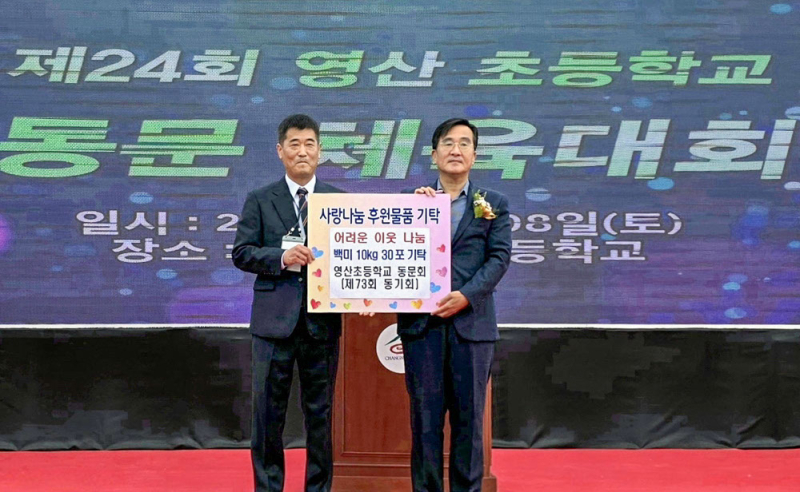 제24회 영산 초등학교
동문 체육대회
일시 : 2 08일(토)
장소 등학교
사랑나눔 후원물품 기탁
어려운 이웃 나눔
백미 10kg 30포 기탁
영산초등학교 동문회
[제73회 동기회]